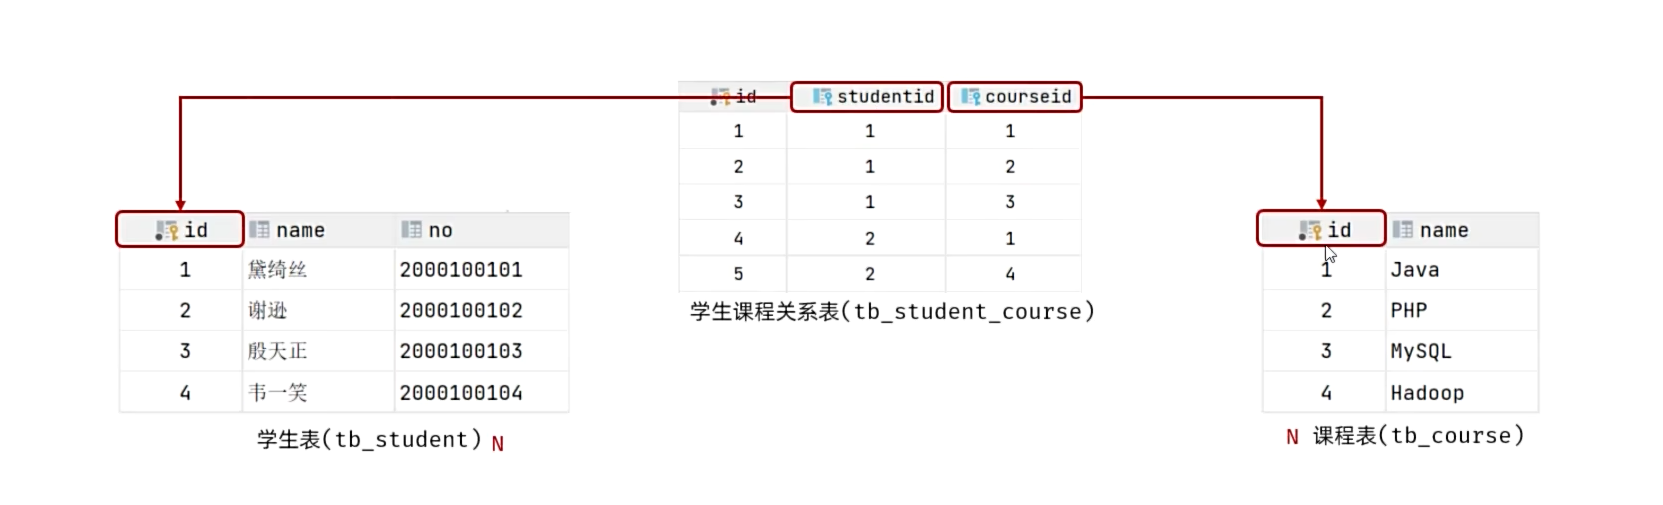 id studentid courseid
1 1 1
2 1 2
3 1 3
4 2 1
5 2 4
学生课程关系表(tb_student_course)
id name no
1 黛绮丝 2000100101
2 谢逊 2000100102
3 殷天正 2000100103
4 韦一笑 2000100104
学生表(tb_student) N
id name
1 Java
2 PHP
3 MySQL
4 Hadoop
N 课程表(tb_course)